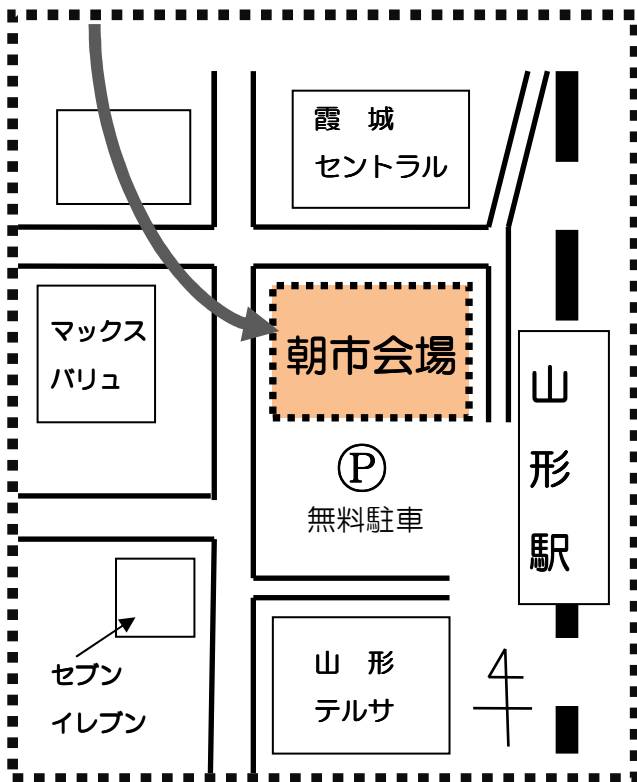 霞 城
セントラル
マックス
バリュ
朝市会場
山形駅
Ⓟ
無料駐車
セブン
イレブン
山 形
テルサ